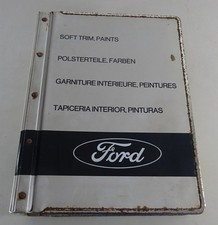 SOFT TRIM, PAINTS
POLSTERTEILE, FARBEN
GARNITURE INTERIEURE, PEINTURES
TAPICERIA INTERIOR, PINTURAS
Ford